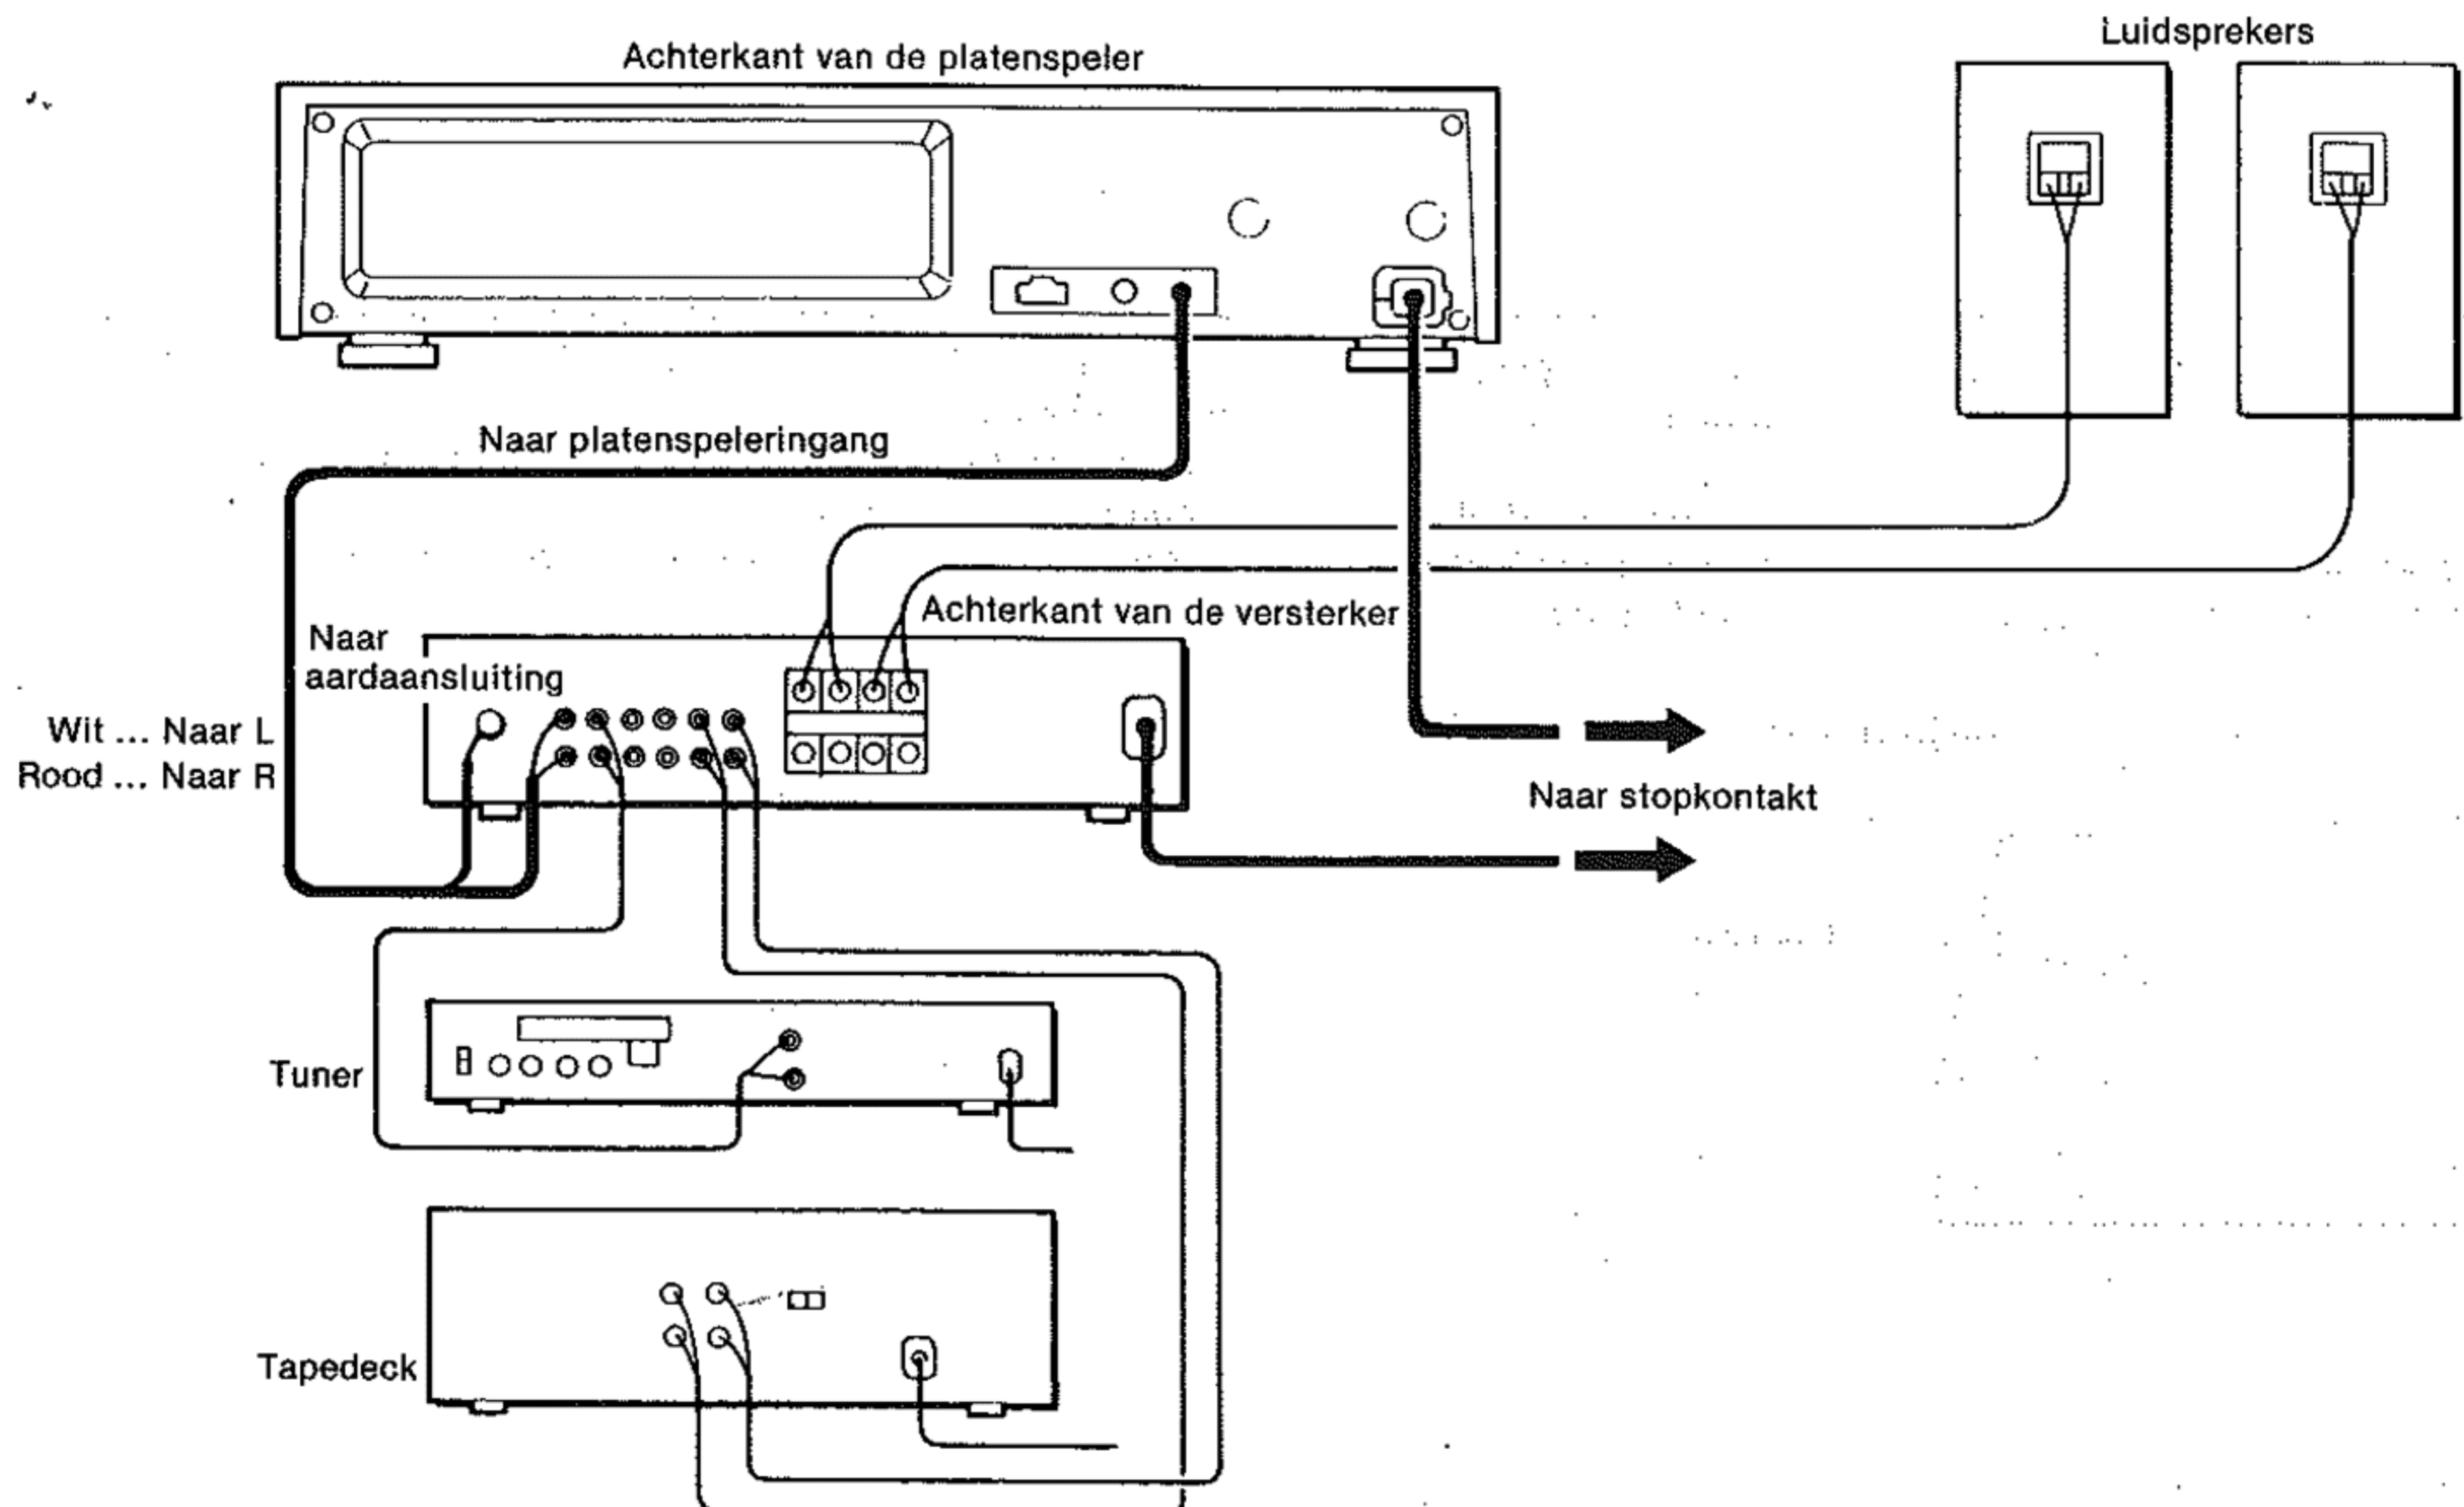 Achterkant van de platenspeler
Luidsprekers
Naar platenspeleringang
Achterkant van de versterker
Naar
aardaansluiting
Wit ... Naar L
Rood ... Naar R
Naar stopkontakt
Tuner
Tapedeck